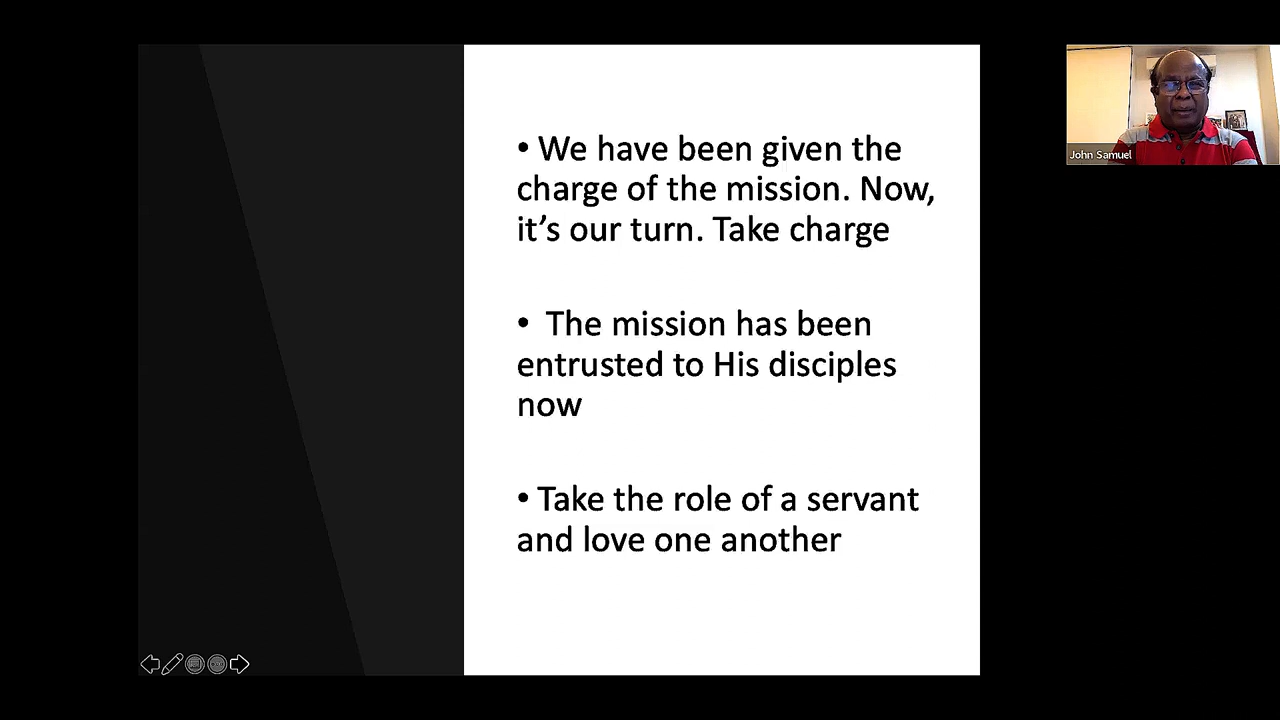 • We have been given the
charge of the mission. Now,
it’s our turn. Take charge
• The mission has been
entrusted to His disciples
now
• Take the role of a servant
and love one another
John Samuel